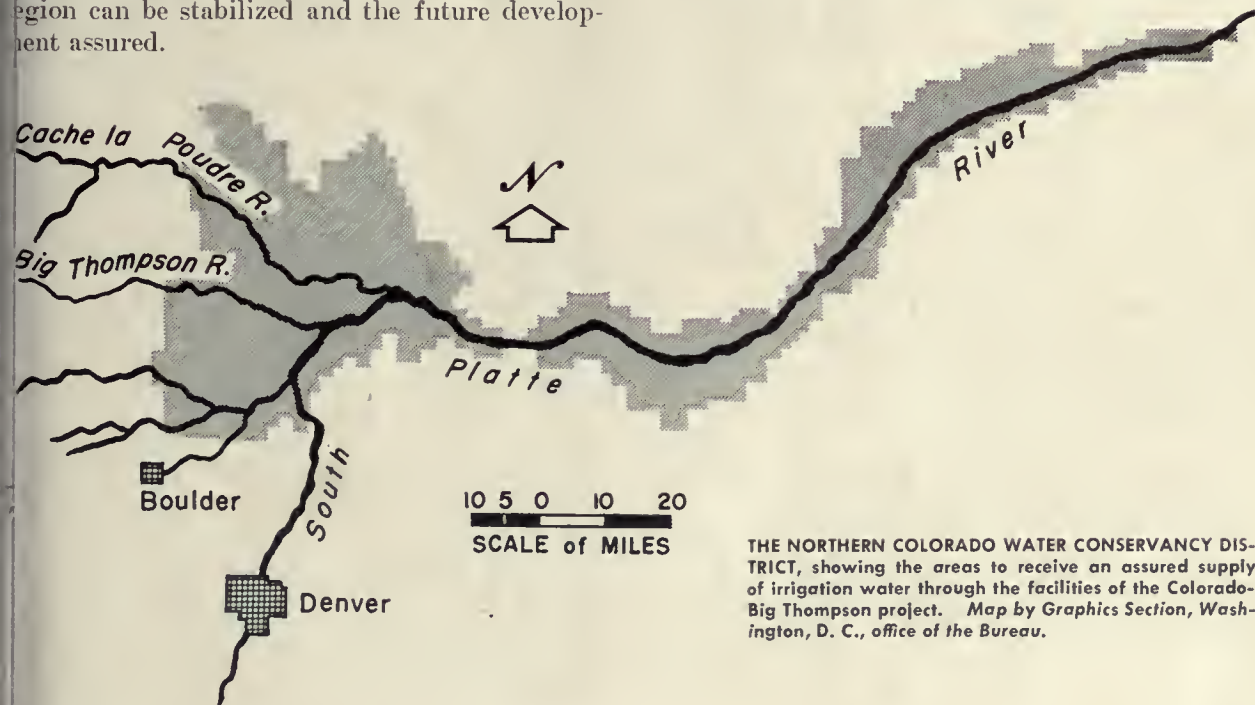 egion can be stabilized and the future develop-
ent assured.
Cache la Poudre R.
N
River
Big Thompson R.
Platte
South
Boulder
10 5 0 10 20
SCALE of MILES
Denver
THE NORTHERN COLORADO WATER CONSERVANCY DIS-
TRICT, showing the areas to receive an assured supply
of irrigation water through the facilities of the Colorado-
Big Thompson project. Map by Graphics Section, Wash-
ington, D. C., office of the Bureau.